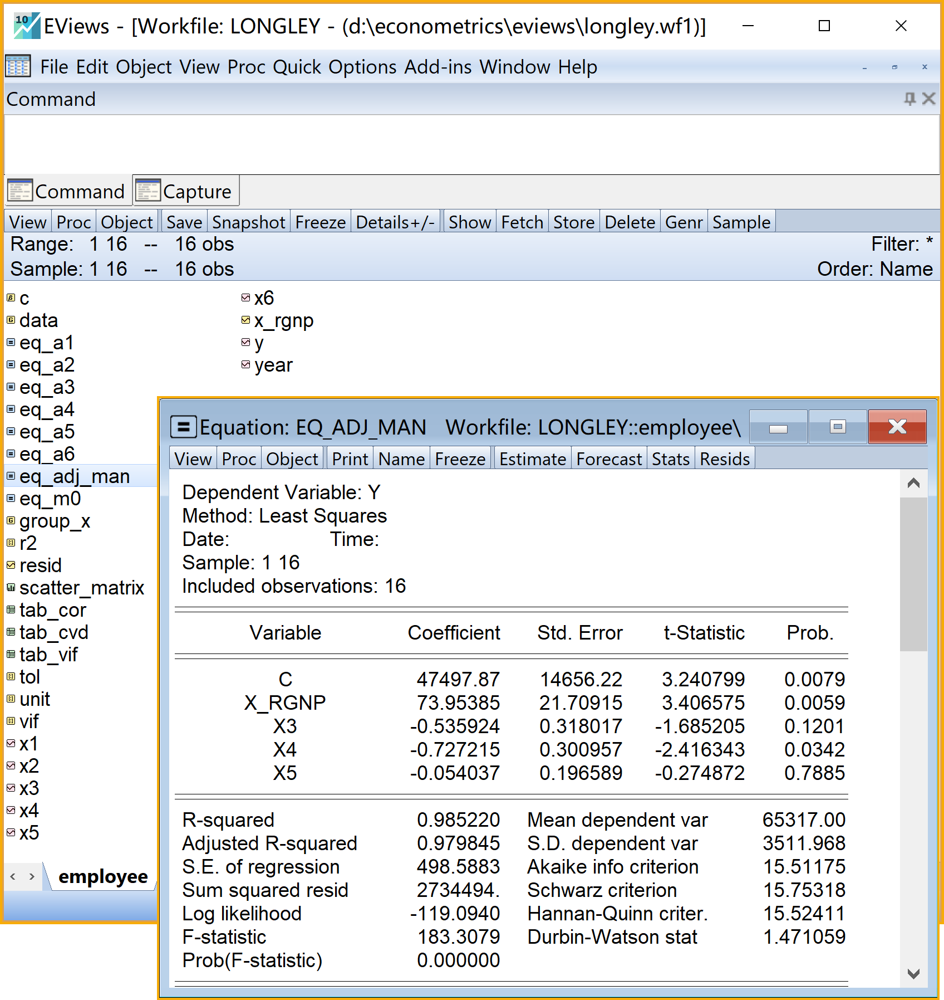 10 EViews - [Workfile: LONGLEY - (d:\econometrics\eviews\longley.wf1)]
File Edit Object View Proc Quick Options Add-ins Window Help
Command
Command Capture
View Proc Object Save Snapshot Freeze Details+/- Show Fetch Store Delete Genr Sample
Range: 1 16 -- 16 obs Filter: *
Sample: 1 16 -- 16 obs Order: Name
c
data
eq_a1
eq_a2
eq_a3
eq_a4
eq_a5
eq_a6
eq_adj_man
eq_m0
group_x
r2
resid
scatter_matrix
tab_cor
tab_cvd
tab_vif
tol
unit
vif
x1
x2
x3
x4
x5
x6
x_rgnp
y
year
employee
Equation: EQ_ADJ_MAN Workfile: LONGLEY::employee\
View Proc Object Print Name Freeze Estimate Forecast Stats Resids
Dependent Variable: Y
Method: Least Squares
Date: Time:
Sample: 1 16
Included observations: 16
Variable Coefficient Std. Error t-Statistic Prob.
C 47497.87 14656.22 3.240799 0.0079
X_RGNP 73.95385 21.70915 3.406575 0.0059
X3 -0.535924 0.318017 -1.685205 0.1201
X4 -0.727215 0.300957 -2.416343 0.0342
X5 -0.054037 0.196589 -0.274872 0.7885
R-squared 0.985220 Mean dependent var 65317.00
Adjusted R-squared 0.979845 S.D. dependent var 3511.968
S.E. of regression 498.5883 Akaike info criterion 15.51175
Sum squared resid 2734494. Schwarz criterion 15.75318
Log likelihood -119.0940 Hannan-Quinn criter. 15.52411
F-statistic 183.3079 Durbin-Watson stat 1.471059
Prob(F-statistic) 0.000000